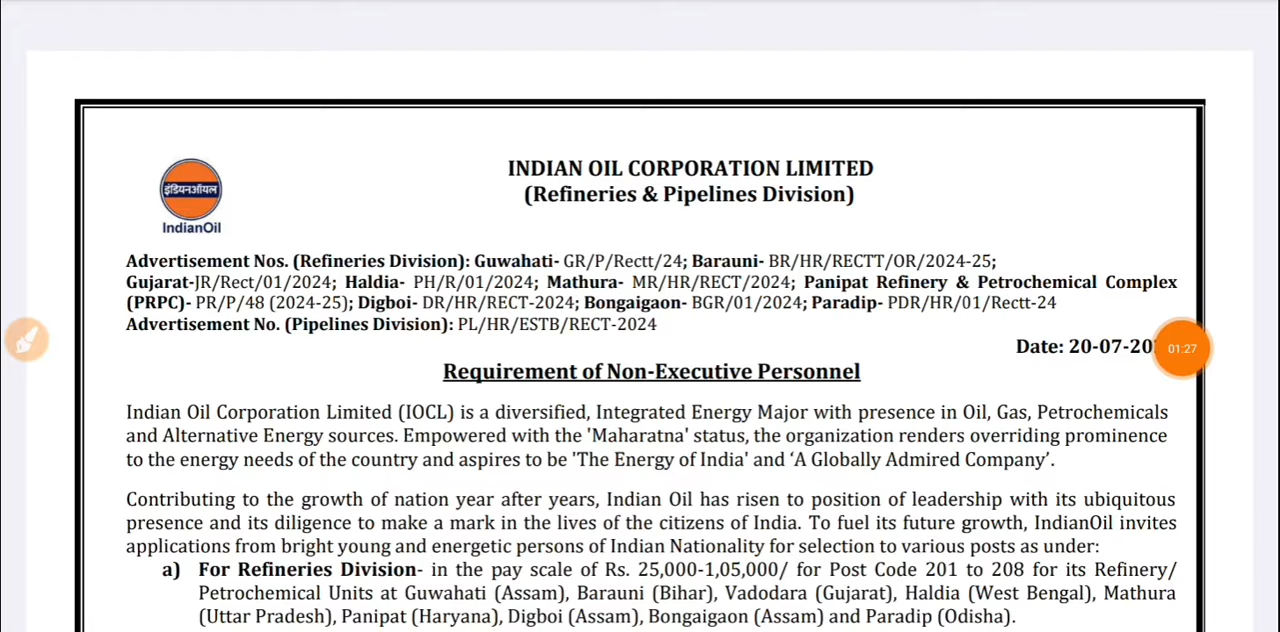 INDIAN OIL CORPORATION LIMITED
(Refineries & Pipelines Division)
इंडियनऑयल
IndianOil
Advertisement Nos. (Refineries Division): Guwahati- GR/P/Rectt/24; Barauni- BR/HR/RECTT/OR/2024-25;
Gujarat-JR/Rect/01/2024; Haldia- PH/R/01/2024; Mathura- MR/HR/RECT/2024; Panipat Refinery & Petrochemical Complex
(PRPC)- PR/P/48 (2024-25); Digboi- DR/HR/RECT-2024; Bongaigaon- BGR/01/2024; Paradip- PDR/HR/01/Rectt-24
Advertisement No. (Pipelines Division): PL/HR/ESTB/RECT-2024
Date: 20-07-20
01:27
Requirement of Non-Executive Personnel
Indian Oil Corporation Limited (IOCL) is a diversified, Integrated Energy Major with presence in Oil, Gas, Petrochemicals
and Alternative Energy sources. Empowered with the 'Maharatna' status, the organization renders overriding prominence
to the energy needs of the country and aspires to be 'The Energy of India' and ‘A Globally Admired Company’.
Contributing to the growth of nation year after years, Indian Oil has risen to position of leadership with its ubiquitous
presence and its diligence to make a mark in the lives of the citizens of India. To fuel its future growth, IndianOil invites
applications from bright young and energetic persons of Indian Nationality for selection to various posts as under:
a) For Refineries Division- in the pay scale of Rs. 25,000-1,05,000/ for Post Code 201 to 208 for its Refinery/
Petrochemical Units at Guwahati (Assam), Barauni (Bihar), Vadodara (Gujarat), Haldia (West Bengal), Mathura
(Uttar Pradesh), Panipat (Haryana), Digboi (Assam), Bongaigaon (Assam) and Paradip (Odisha).